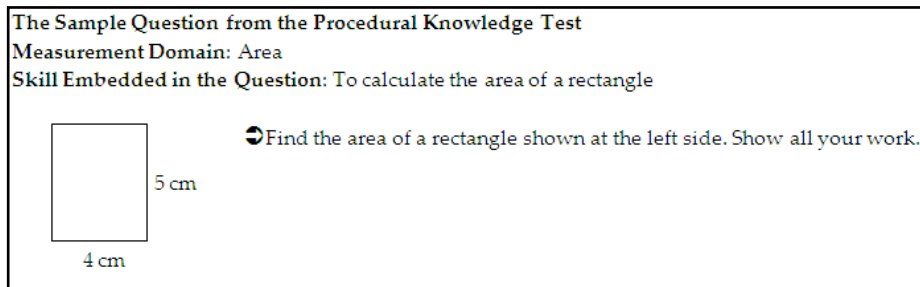 The Sample Question from the Procedural Knowledge Test
Measurement Domain: Area
Skill Embedded in the Question: To calculate the area of a rectangle
➲Find the area of a rectangle shown at the left side. Show all your work.
5 cm
4 cm